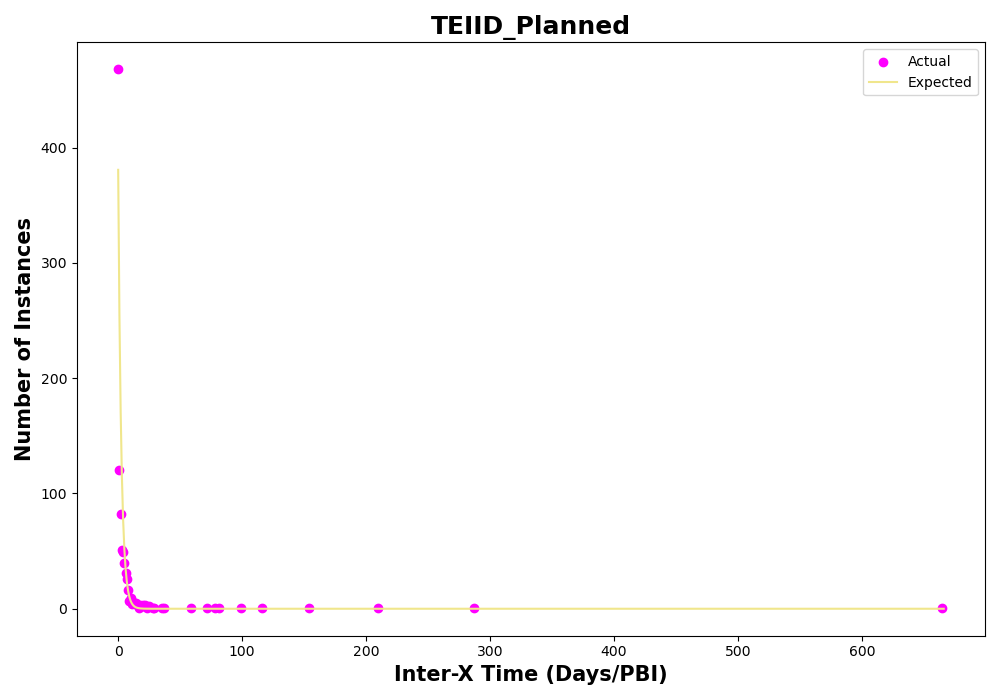 TEIID_Planned
Actual
Expected
Number of Instances
400
300
200
100
0
0 100 200 300 400 500 600
Inter-X Time (Days/PBI)